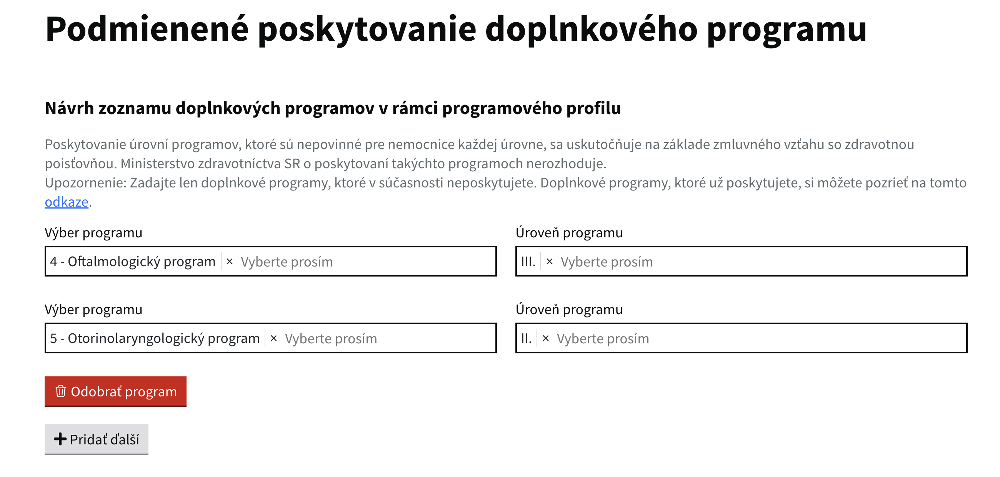 Podmienené poskytovanie doplnkového programu
Návrh zoznamu doplnkových programov v rámci programového profilu
Poskytovanie úrovní programov, ktoré sú nepovinné pre nemocnice každej úrovne, sa uskutočňuje na základe zmluvného vzťahu so zdravotnou
poisťovňou. Ministerstvo zdravotníctva SR o poskytovaní takýchto programoch nerozhoduje.
Upozornenie: Zadajte len doplnkové programy, ktoré v súčasnosti neposkytujete. Doplnkové programy, ktoré už poskytujete, si môžete pozrieť na tomto
odkaze.
Výber programu
4 - Oftalmologický program × Vyberte prosím
Úroveň programu
III. × Vyberte prosím
Výber programu
5 - Otorinolaryngologický program × Vyberte prosím
Úroveň programu
II. × Vyberte prosím
Odobrať program
Pridať ďalší